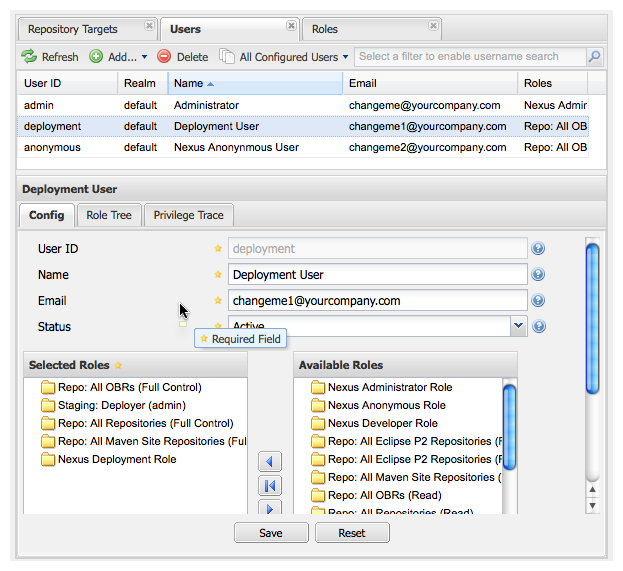 Repository Targets Users Roles
Refresh Add... Delete All Configured Users Select a filter to enable username search
User ID Realm Name Email Roles
admin default Administrator changeme@yourcompany.com Nexus Admir
deployment default Deployment User changeme1@yourcompany.com Repo: All OB
anonymous default Nexus Anonynmous User changeme2@yourcompany.com Repo: All OB
Deployment User
Config Role Tree Privilege Trace
User ID deployment
Name Deployment User
Email changeme1@yourcompany.com
Status Active
Required Field
Selected Roles
Repo: All OBRs (Full Control)
Staging: Deployer (admin)
Repo: All Repositories (Full Control)
Repo: All Maven Site Repositories (Ful
Nexus Deployment Role
Available Roles
Nexus Administrator Role
Nexus Anonymous Role
Nexus Developer Role
Repo: All Eclipse P2 Repositories (F
Repo: All Eclipse P2 Repositories (F
Repo: All Maven Site Repositories (
Repo: All OBRs (Read)
Repo: All Repositories (Read)
Save Reset